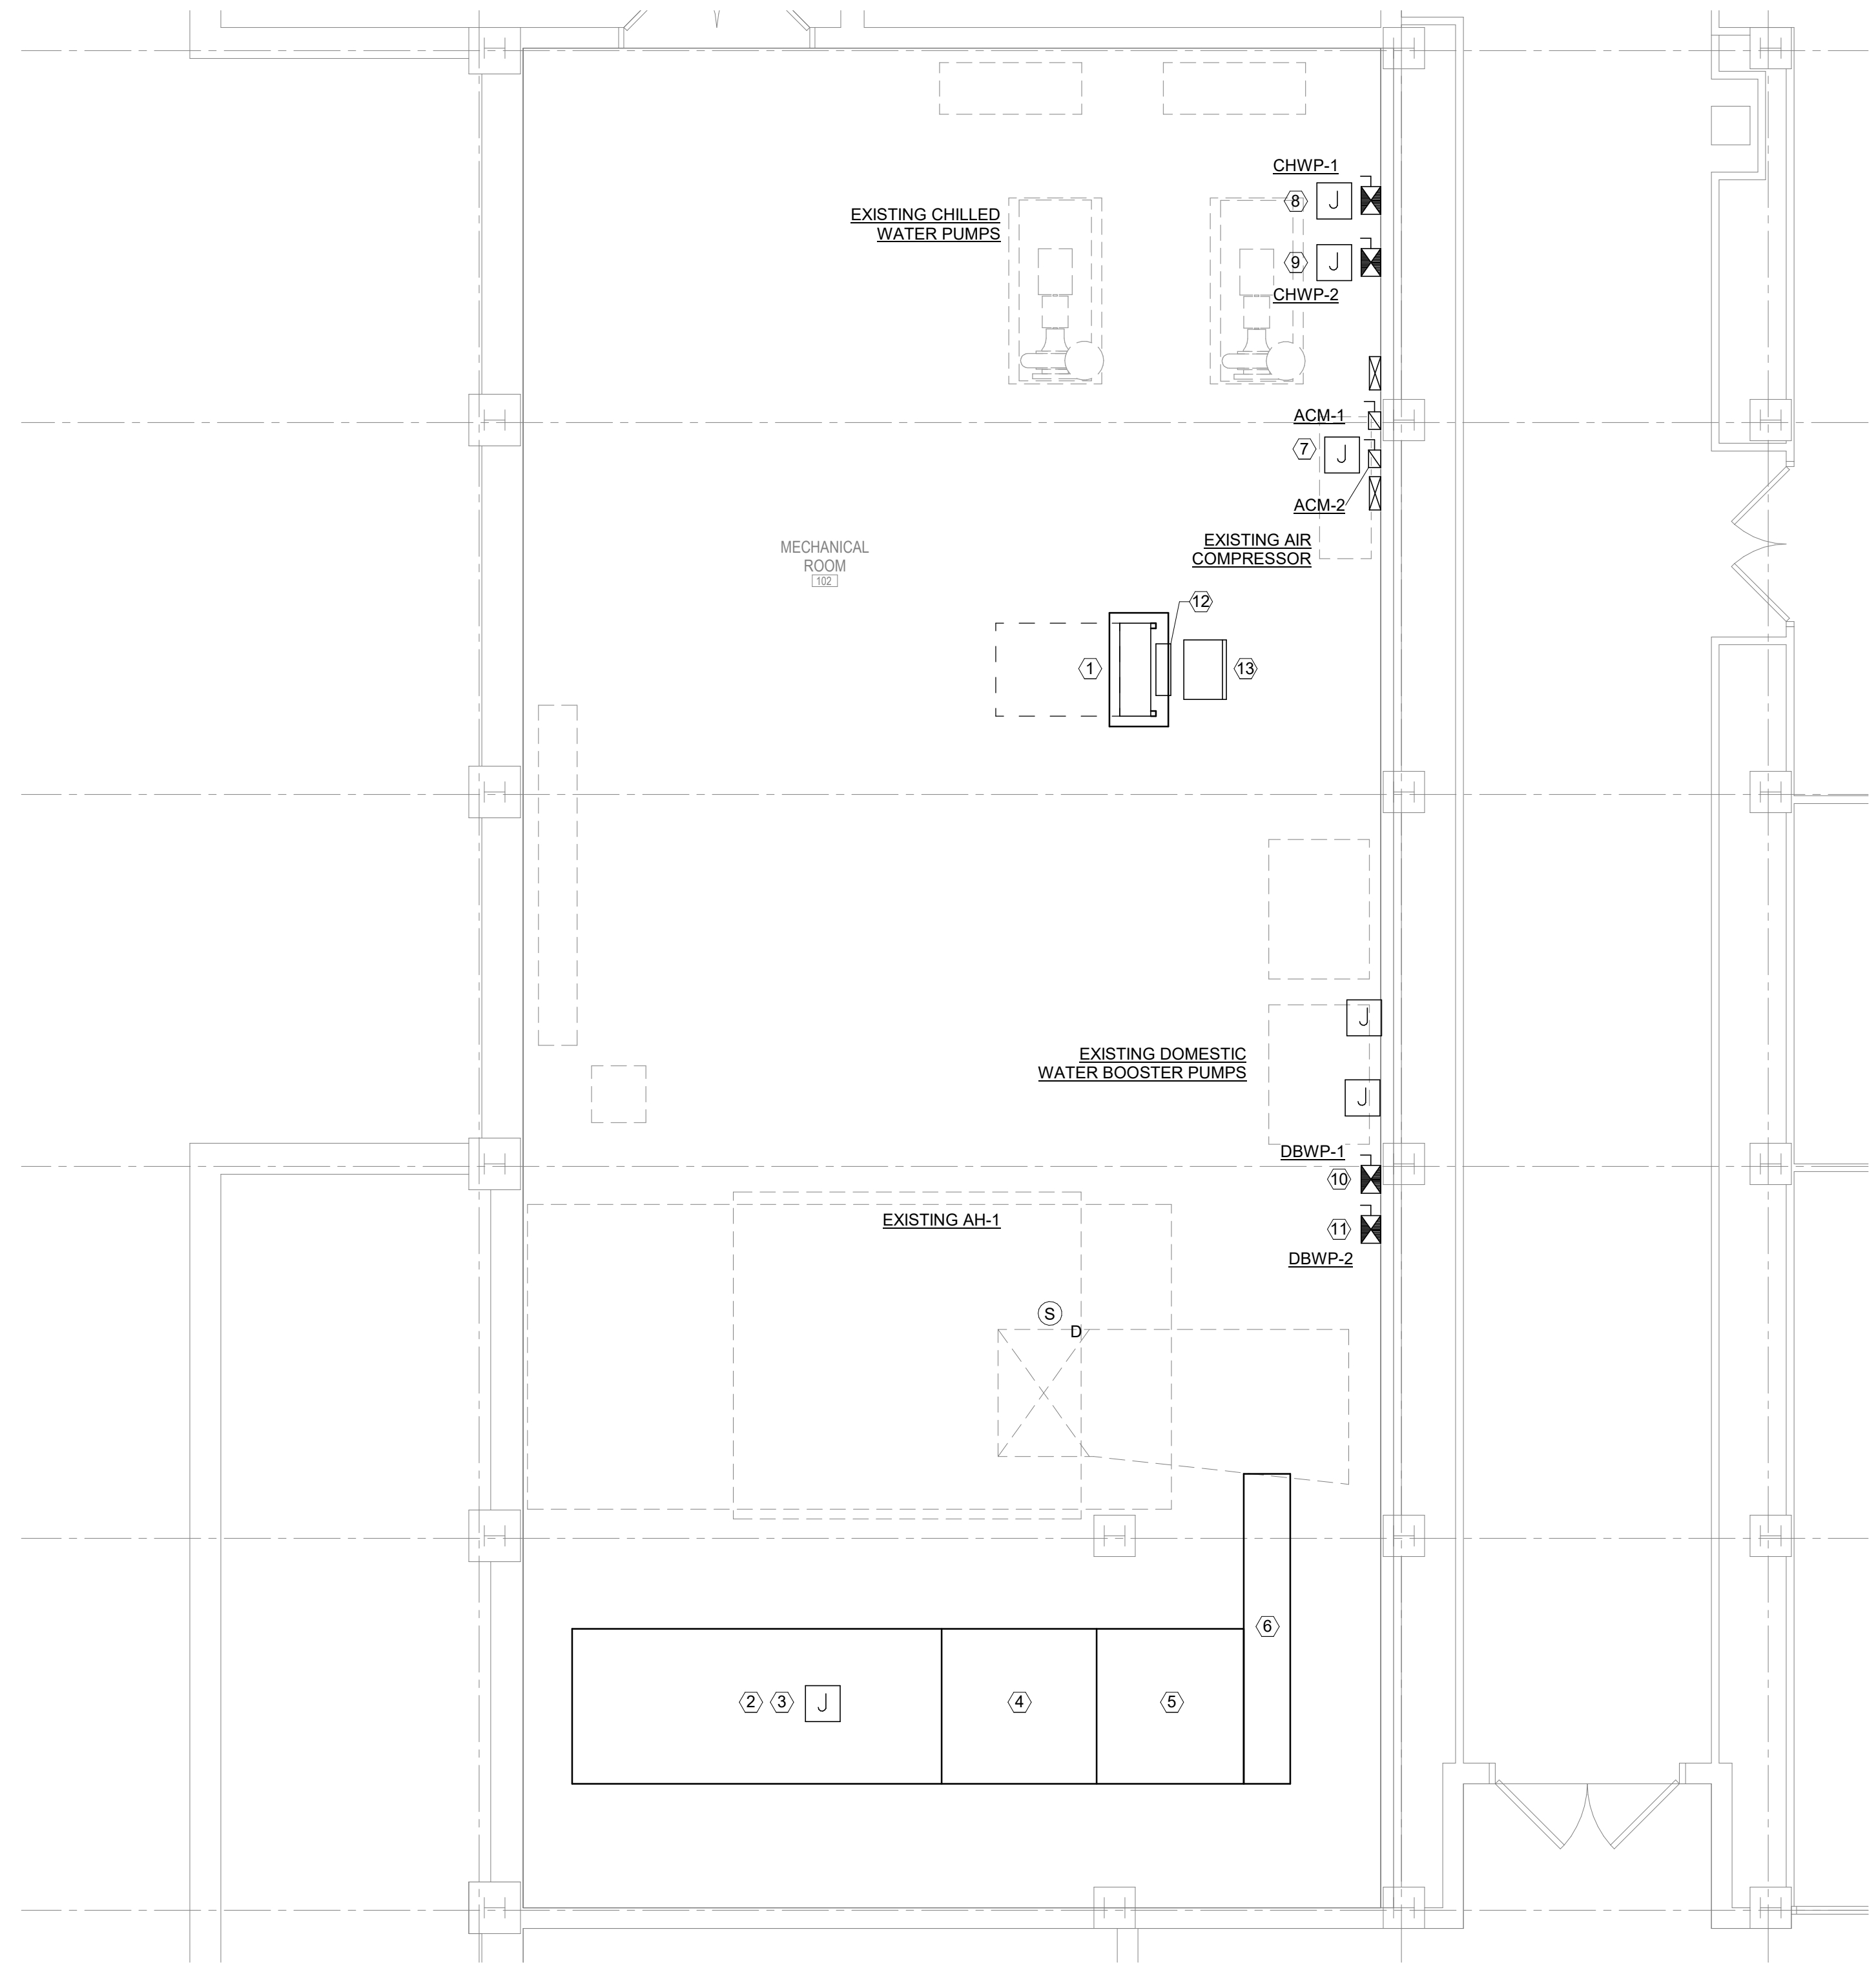 CHWP-1
8 J
EXISTING CHILLED
WATER PUMPS
9 J
CHWP-2
ACM-1
7 J
ACM-2
EXISTING AIR
COMPRESSOR
MECHANICAL
ROOM
102
12
1
13
J
EXISTING DOMESTIC
WATER BOOSTER PUMPS
J
DBWP-1
10
EXISTING AH-1
11
DBWP-2
S
D
6
2 3 J
4
5